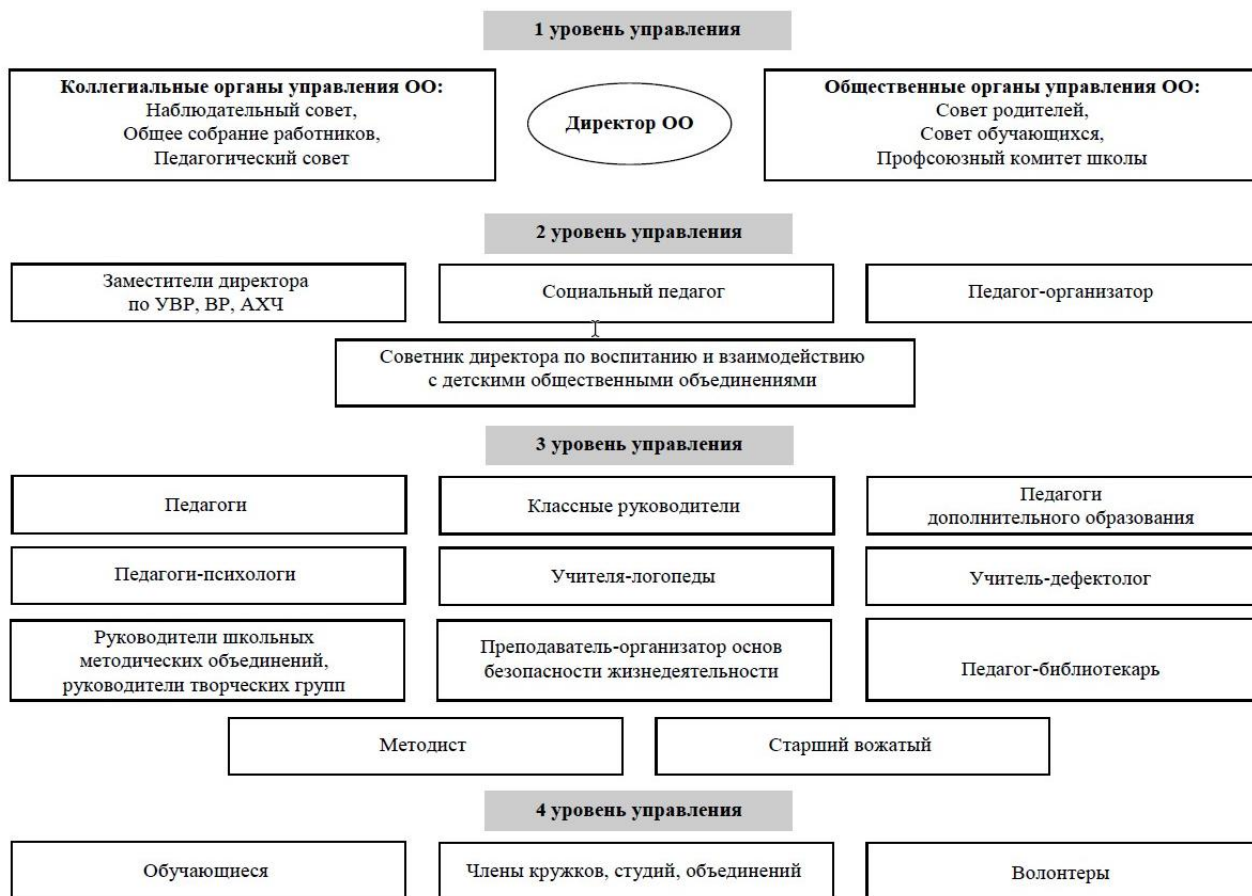 1 уровень управления
Коллегиальные органы управления ОО:
Наблюдательный совет,
Общее собрание работников,
Педагогический совет
Директор ОО
Общественные органы управления ОО:
Совет родителей,
Совет обучающихся,
Профсоюзный комитет школы
2 уровень управления
Заместители директора
по УВР, ВР, АХЧ
Социальный педагог
Педагог-организатор
Советник директора по воспитанию и взаимодействию
с детскими общественными объединениями
3 уровень управления
Педагоги
Классные руководители
Педагоги
дополнительного образования
Педагоги-психологи
Учителя-логопеды
Учитель-дефектолог
Руководители школьных
методических объединений,
руководители творческих групп
Преподаватель-организатор основ
безопасности жизнедеятельности
Педагог-библиотекарь
Методист
Старший вожатый
4 уровень управления
Обучающиеся
Члены кружков, студий, объединений
Волонтеры